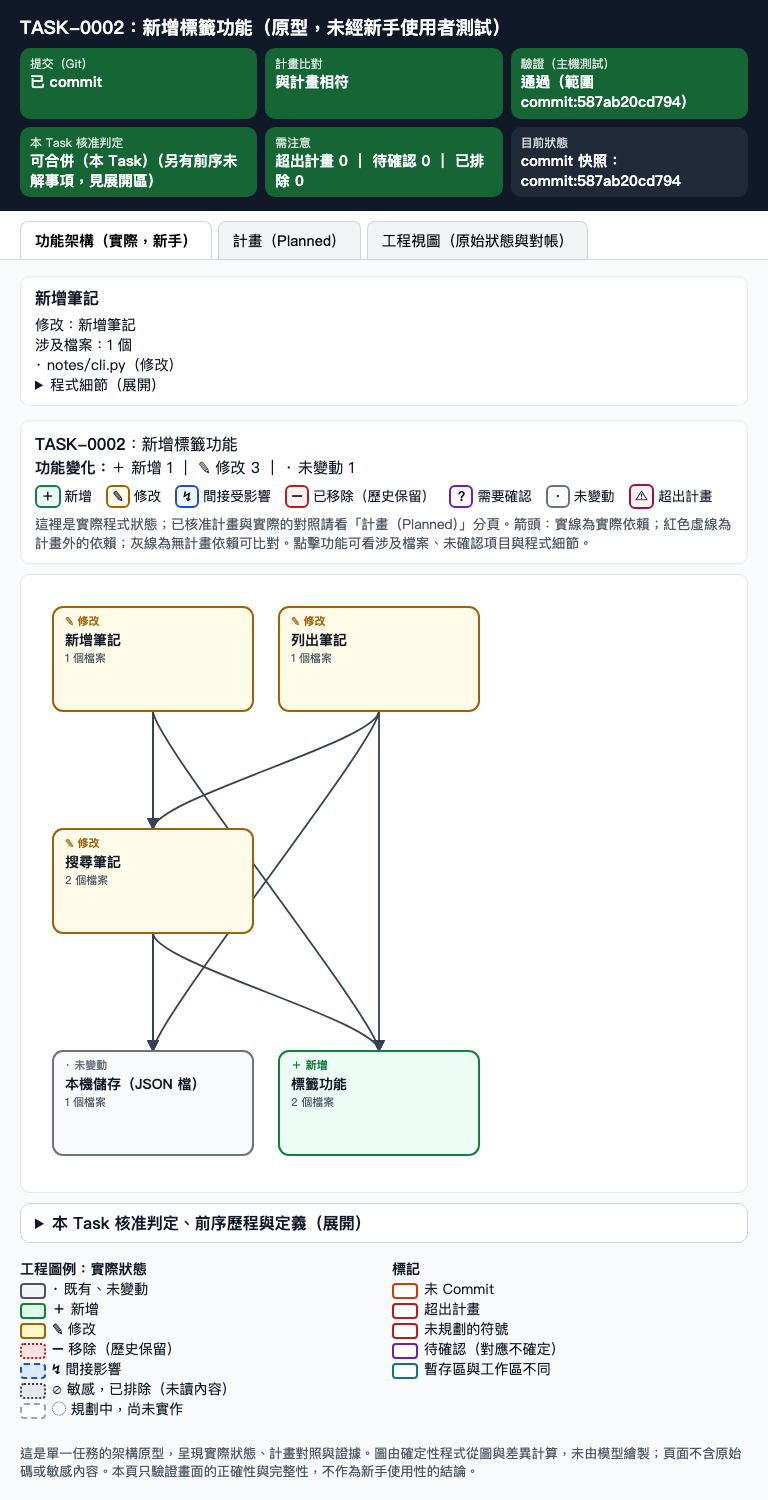 TASK-0002：新增標籤功能（原型，未經新手使用者測試）
提交（Git）
已 commit
計畫比對
與計畫相符
驗證（主機測試）
通過（範圍
commit:587ab20cd794）
本 Task 核准判定
可合併（本 Task）（另有前序未
解事項，見展開區）
需注意
超出計畫 0 ｜ 待確認 0 ｜ 已排
除 0
目前狀態
commit 快照：
commit:587ab20cd794
功能架構（實際，新手）
計畫（Planned）
工程視圖（原始狀態與對帳）
新增筆記
修改：新增筆記
涉及檔案：1 個
· notes/cli.py（修改）
▶ 程式細節（展開）
TASK-0002：新增標籤功能
功能變化：＋ 新增 1 ｜ ✎ 修改 3 ｜ · 未變動 1
＋ 新增 ✎ 修改 ↯ 間接受影響 − 已移除（歷史保留） ? 需要確認 · 未變動 ⚠ 超出計畫
這裡是實際程式狀態；已核准計畫與實際的對照請看「計畫（Planned）」分頁。箭頭：實線為實際依賴；紅色虛線為
計畫外的依賴；灰線為無計畫依賴可比對。點擊功能可看涉及檔案、未確認項目與程式細節。
✎ 修改
新增筆記
1 個檔案
✎ 修改
列出筆記
1 個檔案
✎ 修改
搜尋筆記
2 個檔案
· 未變動
本機儲存（JSON 檔）
1 個檔案
＋ 新增
標籤功能
2 個檔案
▶ 本 Task 核准判定、前序歷程與定義（展開）
工程圖例：實際狀態
· 既有、未變動
＋ 新增
✎ 修改
− 移除（歷史保留）
↯ 間接影響
⊘ 敏感，已排除（未讀內容）
◌ 規劃中，尚未實作
標記
未 Commit
超出計畫
未規劃的符號
待確認（對應不確定）
暫存區與工作區不同
這是單一任務的架構原型，呈現實際狀態、計畫對照與證據。圖由確定性程式從圖與差異計算，未由模型繪製；頁面不含原始
碼或敏感內容。本頁只驗證畫面的正確性與完整性，不作為新手使用性的結論。